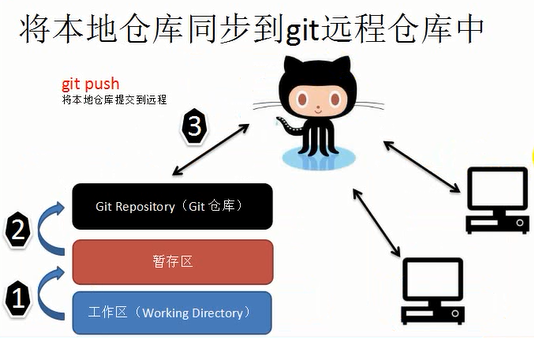 将本地仓库同步到git远程仓库中
git push
将本地仓库提交到远程
3
Git Repository（Git 仓库）
2
暂存区
1
工作区（Working Directory）